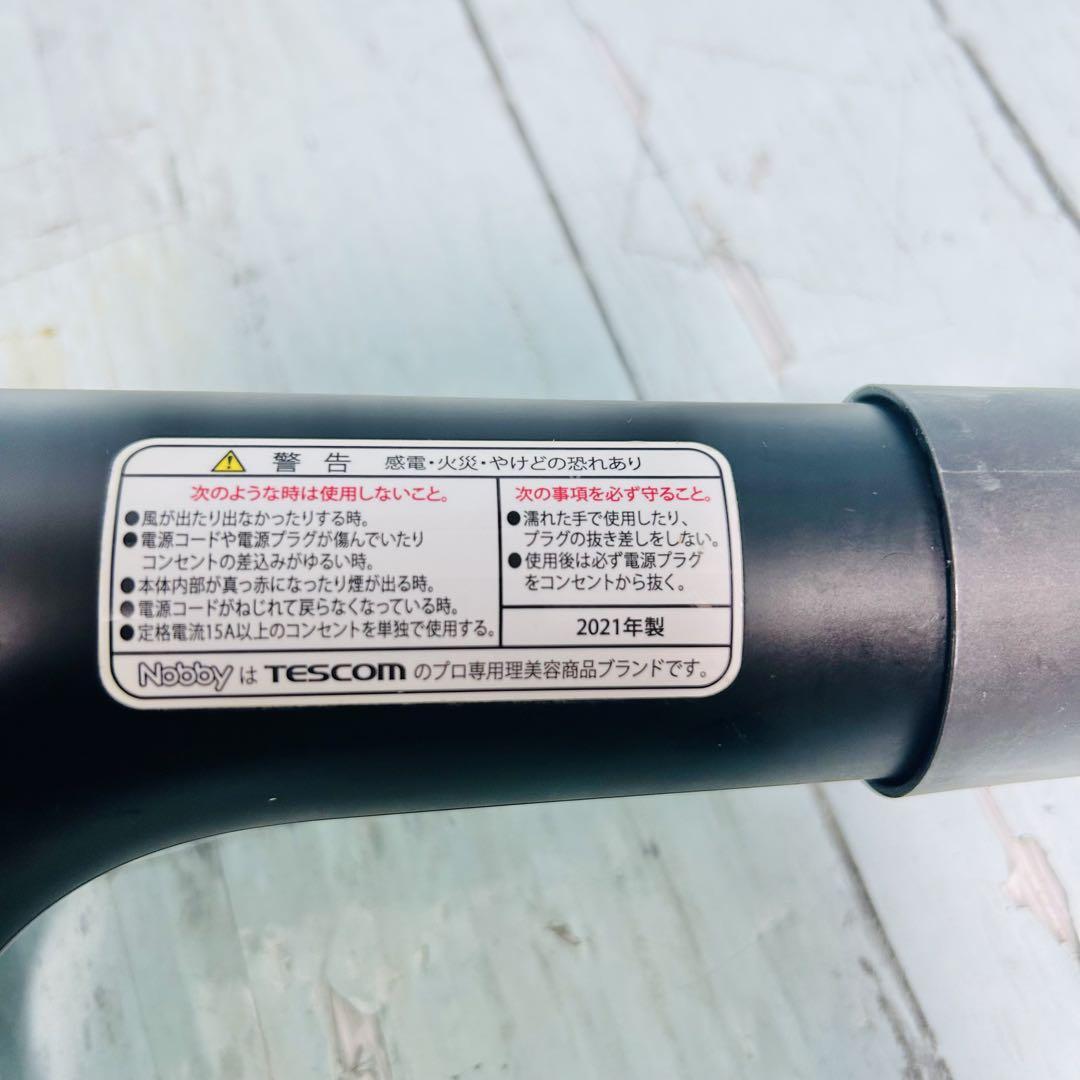 警告 感電・火災・やけどの恐れあり
次のような時は使用しないこと。
●風が出たり出なかったりする時。
●電源コードや電源プラグが傷んでいたり
コンセントの差込みがゆるい時。
●本体内部が真っ赤になったり煙が出る時。
●電源コードがねじれて戻らなくなっている時。
●定格電流15A以上のコンセントを単独で使用する。
次の事項を必ず守ること。
●濡れた手で使用したり、
プラグの抜き差しをしない。
●使用後は必ず電源プラグ
をコンセントから抜く。
2021年製
Nobby は TESCOM のプロ専用理美容商品ブランドです。